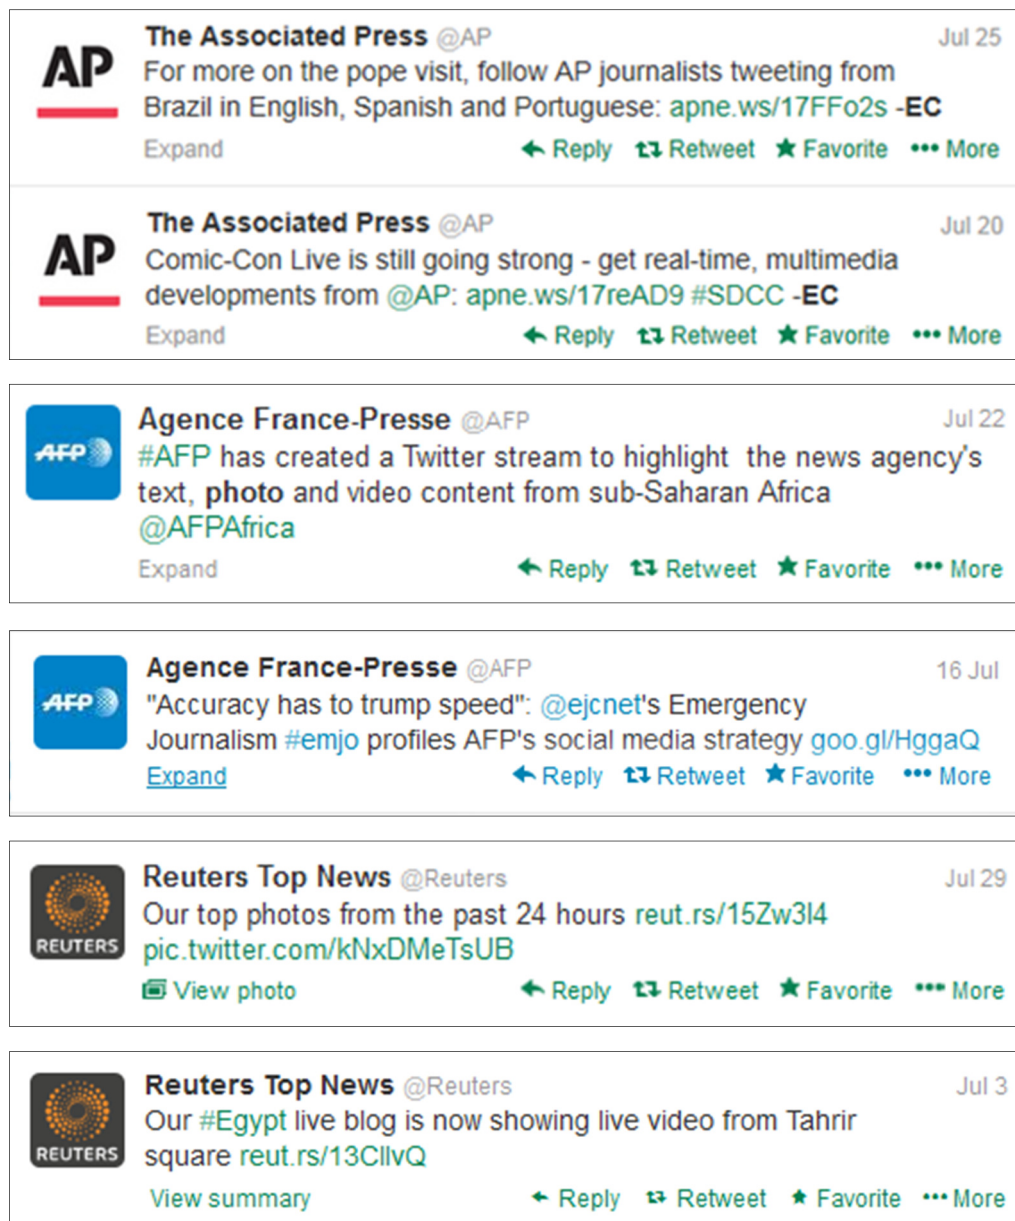 AP
The Associated Press @AP Jul 25
For more on the pope visit, follow AP journalists tweeting from
Brazil in English, Spanish and Portuguese: apne.ws/17FFo2s -EC
Expand Reply Retweet Favorite More
AP
The Associated Press @AP Jul 20
Comic-Con Live is still going strong - get real-time, multimedia
developments from @AP: apne.ws/17reAD9 #SDCC -EC
Expand Reply Retweet Favorite More
AFP
Agence France-Presse @AFP Jul 22
#AFP has created a Twitter stream to highlight the news agency's
text, photo and video content from sub-Saharan Africa
@AFPAfrica
Expand Reply Retweet Favorite More
AFP
Agence France-Presse @AFP 16 Jul
"Accuracy has to trump speed": @ejcnet's Emergency
Journalism #emjo profiles AFP's social media strategy goo.gl/HggaQ
Expand Reply Retweet Favorite More
REUTERS
Reuters Top News @Reuters Jul 29
Our top photos from the past 24 hours reut.rs/15Zw3I4
pic.twitter.com/kNxDMeTsUB
View photo Reply Retweet Favorite More
REUTERS
Reuters Top News @Reuters Jul 3
Our #Egypt live blog is now showing live video from Tahrir
square reut.rs/13CllvQ
View summary Reply Retweet Favorite More